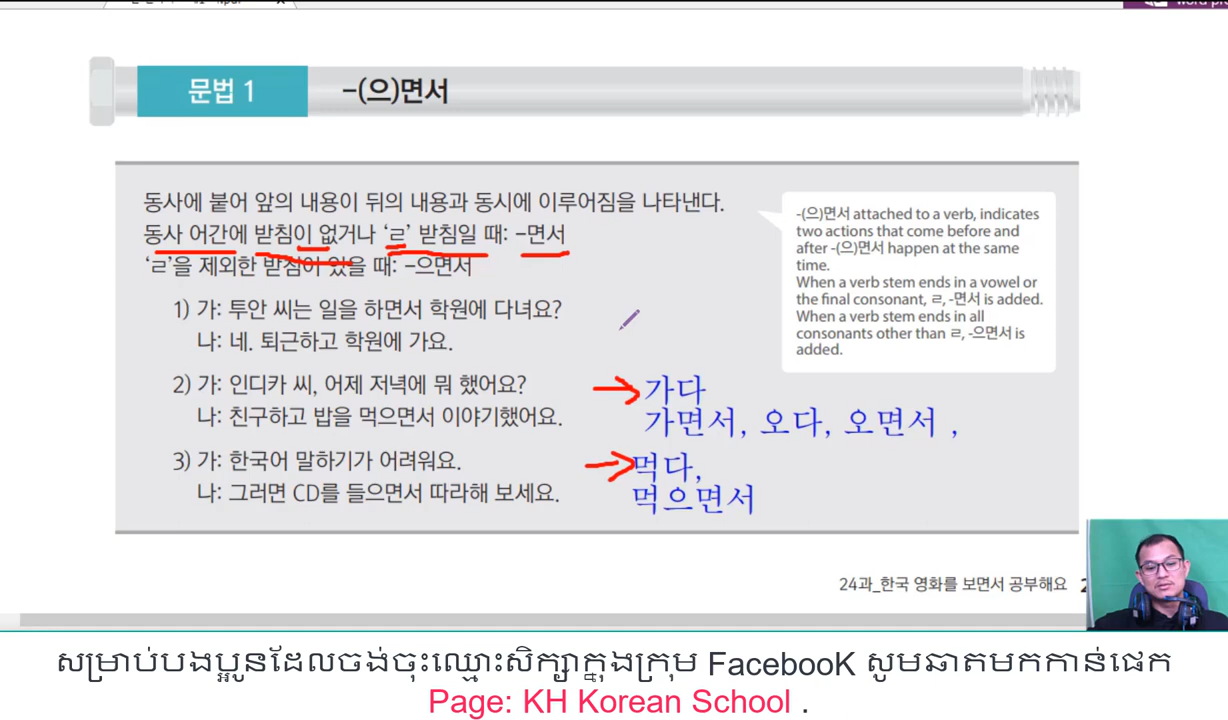 문법 1
-(으)면서
동사에 붙어 앞의 내용이 뒤의 내용과 동시에 이루어짐을 나타낸다.
동사 어간에 받침이 없거나 ‘ㄹ’ 받침일 때: -면서
‘ㄹ’을 제외한 받침이 있을 때: -으면서
1) 가: 투안 씨는 일을 하면서 학원에 다녀요?
나: 네. 퇴근하고 학원에 가요.
2) 가: 인디카 씨, 어제 저녁에 뭐 했어요?
나: 친구하고 밥을 먹으면서 이야기했어요.
3) 가: 한국어 말하기가 어려워요.
나: 그러면 CD를 들으면서 따라해 보세요.
-(으)면서 attached to a verb, indicates
two actions that come before and
after -(으)면서 happen at the same
time.
When a verb stem ends in a vowel or
the final consonant, ㄹ, -면서 is added.
When a verb stem ends in all
consonants other than ㄹ, -으면서 is
added.
가다
가면서, 오다, 오면서 ,
먹다,
먹으면서
24과_한국 영화를 보면서 공부해요
សម្រាប់បងប្អូនដែលចង់ចុះឈ្មោះសិក្សាក្នុងក្រុម FacebooK សូមឆាតមកកាន់ផេក
Page: KH Korean School .